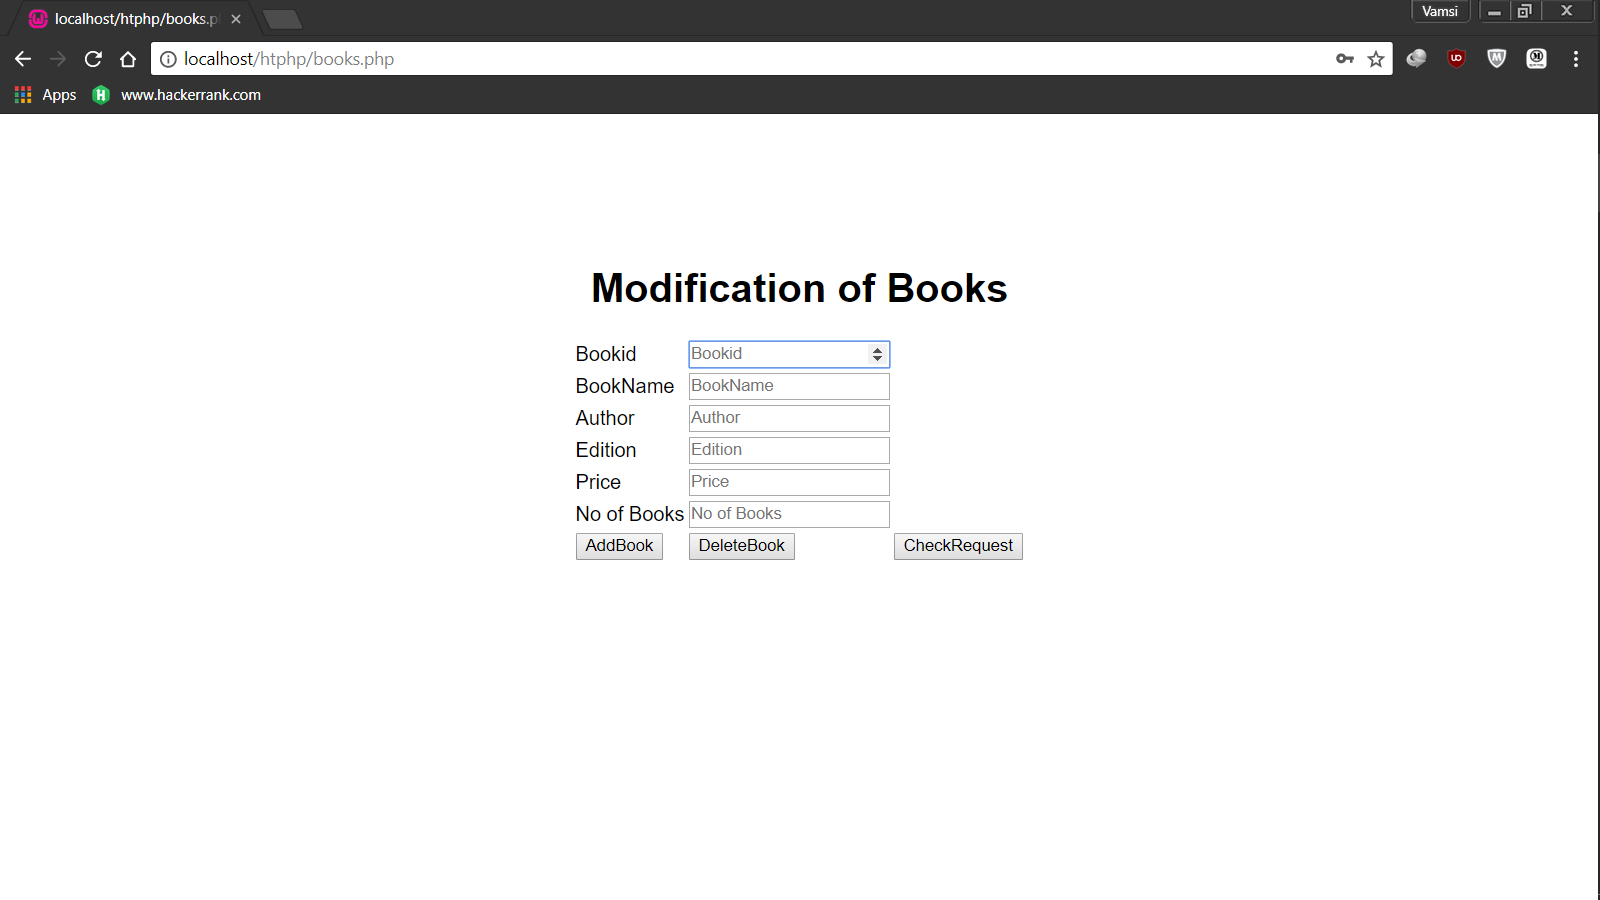 localhost/htphp/books.p
Vamsi
localhost/htphp/books.php
Apps www.hackerrank.com
Modification of Books
Bookid Bookid
BookName BookName
Author Author
Edition Edition
Price Price
No of Books No of Books
AddBook DeleteBook CheckRequest